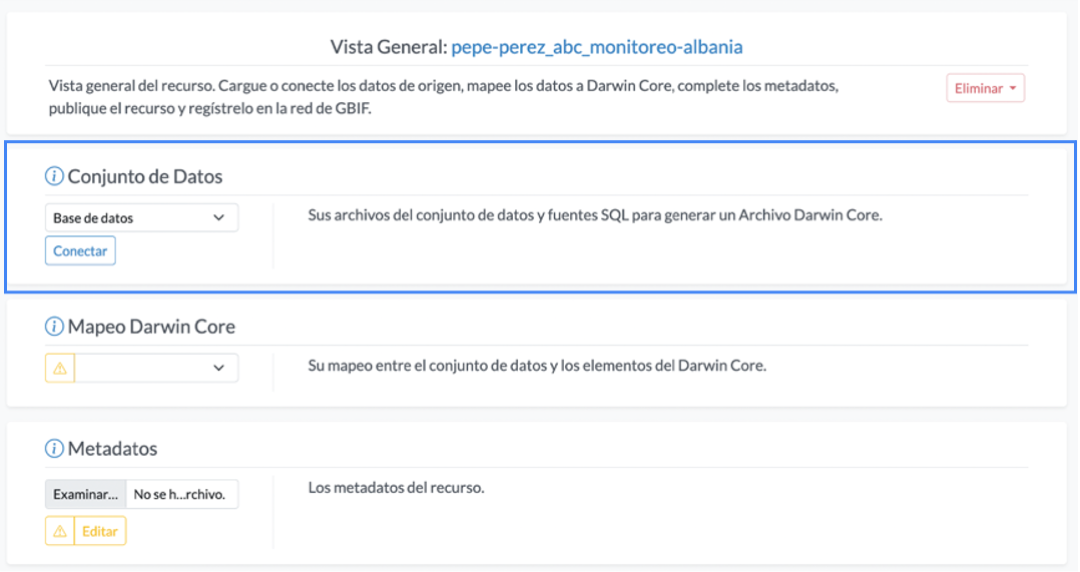 Vista General: pepe-perez_abc_monitoreo-albania
Vista general del recurso. Cargue o conecte los datos de origen, mapee los datos a Darwin Core, complete los metadatos,
publique el recurso y regístrelo en la red de GBIF.
Eliminar
Conjunto de Datos
Base de datos
Sus archivos del conjunto de datos y fuentes SQL para generar un Archivo Darwin Core.
Conectar
Mapeo Darwin Core
Su mapeo entre el conjunto de datos y los elementos del Darwin Core.
Metadatos
Examinar... No se h...rchivo.
Los metadatos del recurso.
Editar